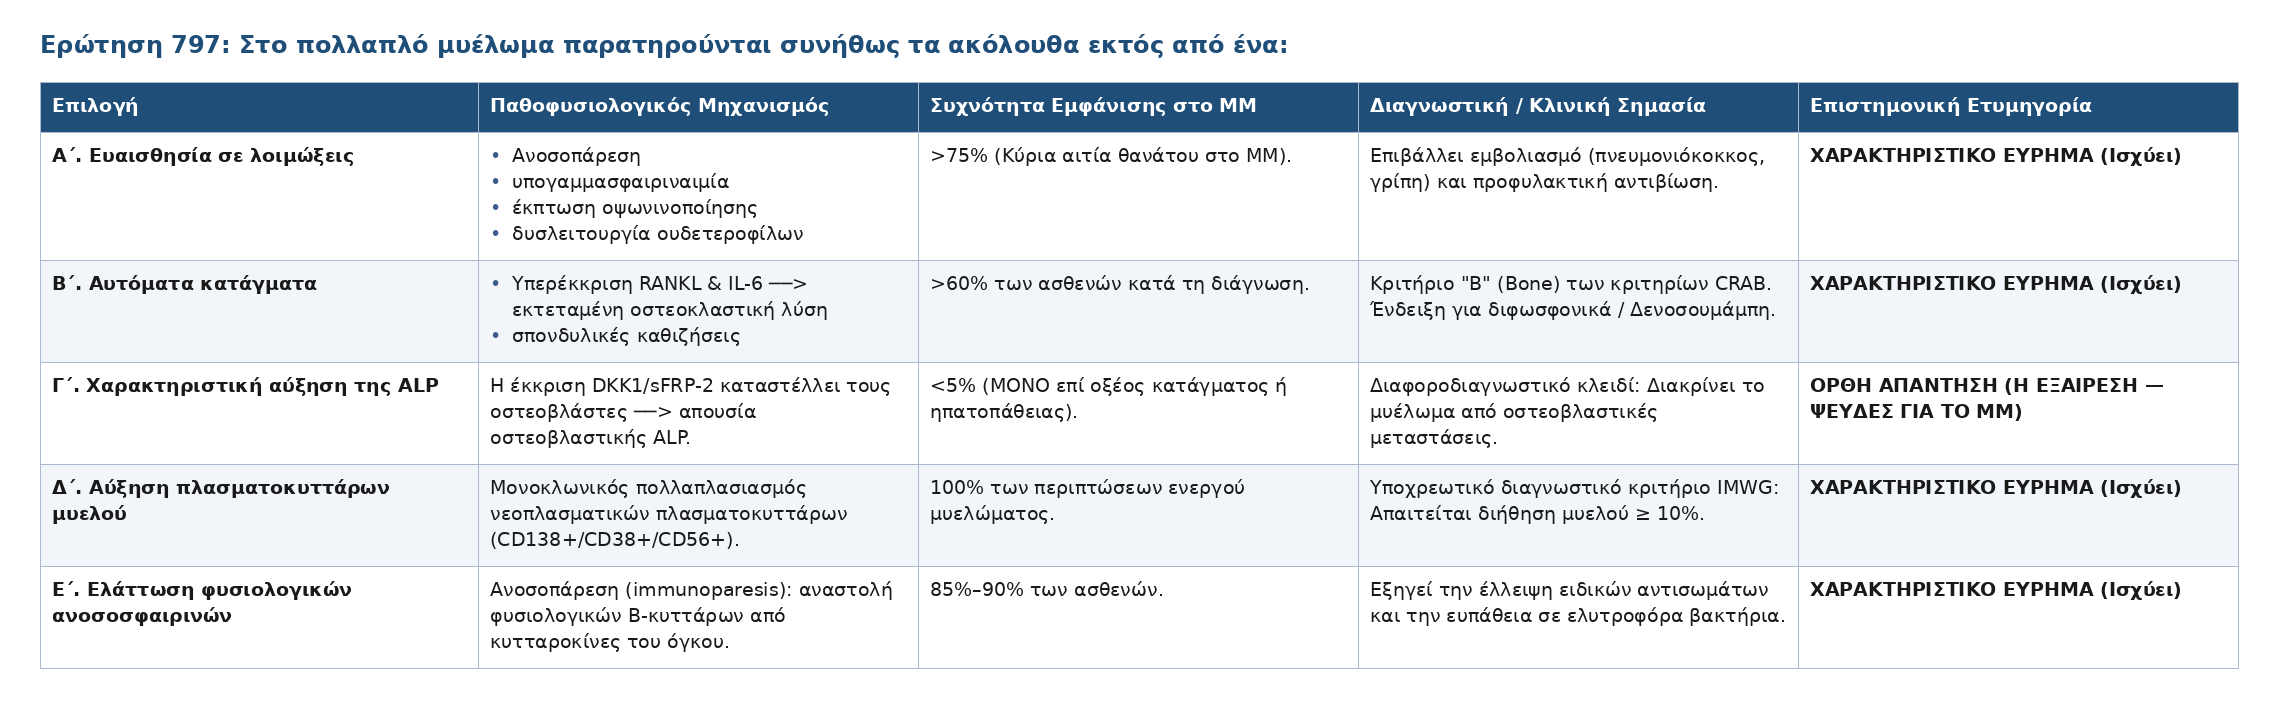 Ερώτηση 797: Στο πολλαπλό μυέλωμα παρατηρούνται συνήθως τα ακόλουθα εκτός από ένα:
Επιλογή
Παθοφυσιολογικός Μηχανισμός
Συχνότητα Εμφάνισης στο ΜΜ
Διαγνωστική / Κλινική Σημασία
Επιστημονική Ετυμηγορία
Α΄. Ευαισθησία σε λοιμώξεις
• Ανοσοπάρεση
• υπογαμμασφαιριναιμία
• έκπτωση οψωνινοποίησης
• δυσλειτουργία ουδετεροφίλων
>75% (Κύρια αιτία θανάτου στο ΜΜ).
Επιβάλλει εμβολιασμό (πνευμονιόκοκκος,
γρίπη) και προφυλακτική αντιβίωση.
ΧΑΡΑΚΤΗΡΙΣΤΙΚΟ ΕΥΡΗΜΑ (Ισχύει)
Β΄. Αυτόματα κατάγματα
• Υπερέκκριση RANKL & IL-6 ──>
εκτεταμένη οστεοκλαστική λύση
• σπονδυλικές καθιζήσεις
>60% των ασθενών κατά τη διάγνωση.
Κριτήριο "B" (Bone) των κριτηρίων CRAB.
Ένδειξη για διφωσφονικά / Δενοσουμάμπη.
ΧΑΡΑΚΤΗΡΙΣΤΙΚΟ ΕΥΡΗΜΑ (Ισχύει)
Γ΄. Χαρακτηριστική αύξηση της ALP
Η έκκριση DKK1/sFRP-2 καταστέλλει τους
οστεοβλάστες ──> απουσία
οστεοβλαστικής ALP.
<5% (ΜΟΝΟ επί οξέος κατάγματος ή
ηπατοπάθειας).
Διαφοροδιαγνωστικό κλειδί: Διακρίνει το
μυέλωμα από οστεοβλαστικές
μεταστάσεις.
ΟΡΘΗ ΑΠΑΝΤΗΣΗ (Η ΕΞΑΙΡΕΣΗ —
ΨΕΥΔΕΣ ΓΙΑ ΤΟ ΜΜ)
Δ΄. Αύξηση πλασματοκυττάρων
μυελού
Μονοκλωνικός πολλαπλασιασμός
νεοπλασματικών πλασματοκυττάρων
(CD138+/CD38+/CD56+).
100% των περιπτώσεων ενεργού
μυελώματος.
Υποχρεωτικό διαγνωστικό κριτήριο IMWG:
Απαιτείται διήθηση μυελού ≥ 10%.
ΧΑΡΑΚΤΗΡΙΣΤΙΚΟ ΕΥΡΗΜΑ (Ισχύει)
Ε΄. Ελάττωση φυσιολογικών
ανοσοσφαιρινών
Ανοσοπάρεση (immunoparesis): αναστολή
φυσιολογικών Β-κυττάρων από
κυτταροκίνες του όγκου.
85%–90% των ασθενών.
Εξηγεί την έλλειψη ειδικών αντισωμάτων
και την ευπάθεια σε ελυτροφόρα βακτήρια.
ΧΑΡΑΚΤΗΡΙΣΤΙΚΟ ΕΥΡΗΜΑ (Ισχύει)